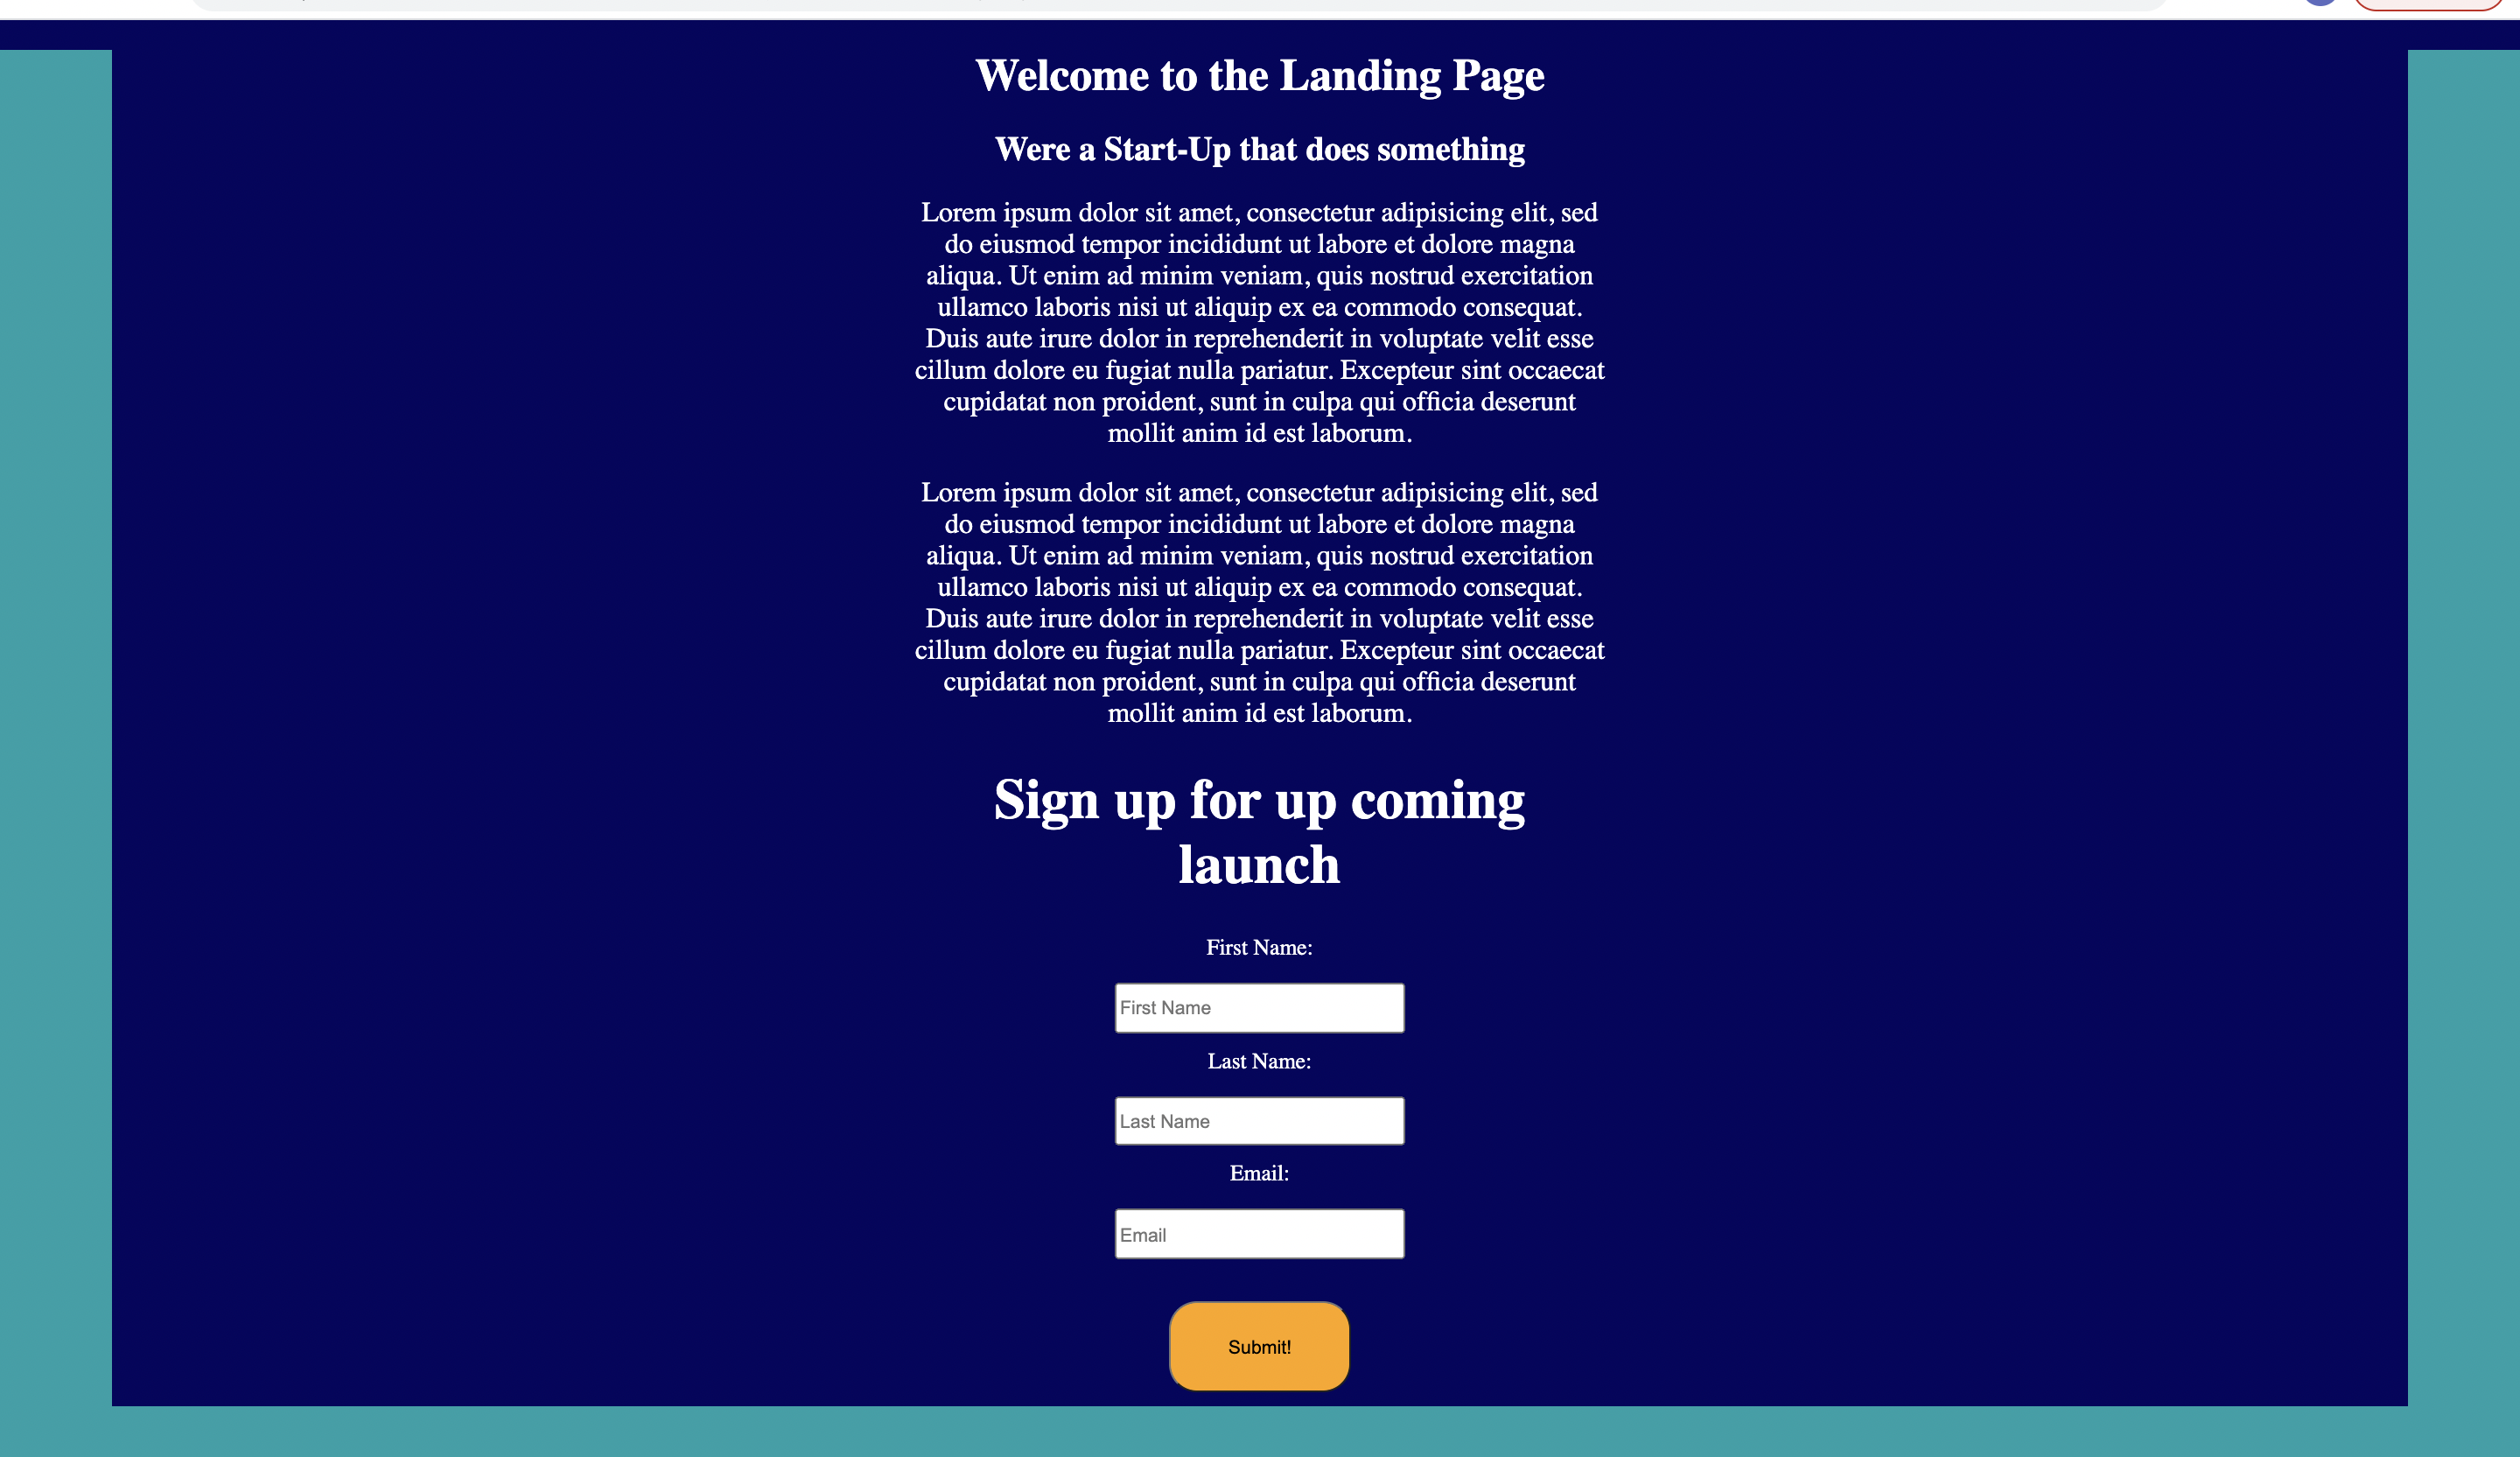 Welcome to the Landing Page
Were a Start-Up that does something
Lorem ipsum dolor sit amet, consectetur adipisicing elit, sed
do eiusmod tempor incididunt ut labore et dolore magna
aliqua. Ut enim ad minim veniam, quis nostrud exercitation
ullamco laboris nisi ut aliquip ex ea commodo consequat.
Duis aute irure dolor in reprehenderit in voluptate velit esse
cillum dolore eu fugiat nulla pariatur. Excepteur sint occaecat
cupidatat non proident, sunt in culpa qui officia deserunt
mollit anim id est laborum.
Lorem ipsum dolor sit amet, consectetur adipisicing elit, sed
do eiusmod tempor incididunt ut labore et dolore magna
aliqua. Ut enim ad minim veniam, quis nostrud exercitation
ullamco laboris nisi ut aliquip ex ea commodo consequat.
Duis aute irure dolor in reprehenderit in voluptate velit esse
cillum dolore eu fugiat nulla pariatur. Excepteur sint occaecat
cupidatat non proident, sunt in culpa qui officia deserunt
mollit anim id est laborum.
Sign up for up coming
launch
First Name:
First Name
Last Name:
Last Name
Email:
Email
Submit!